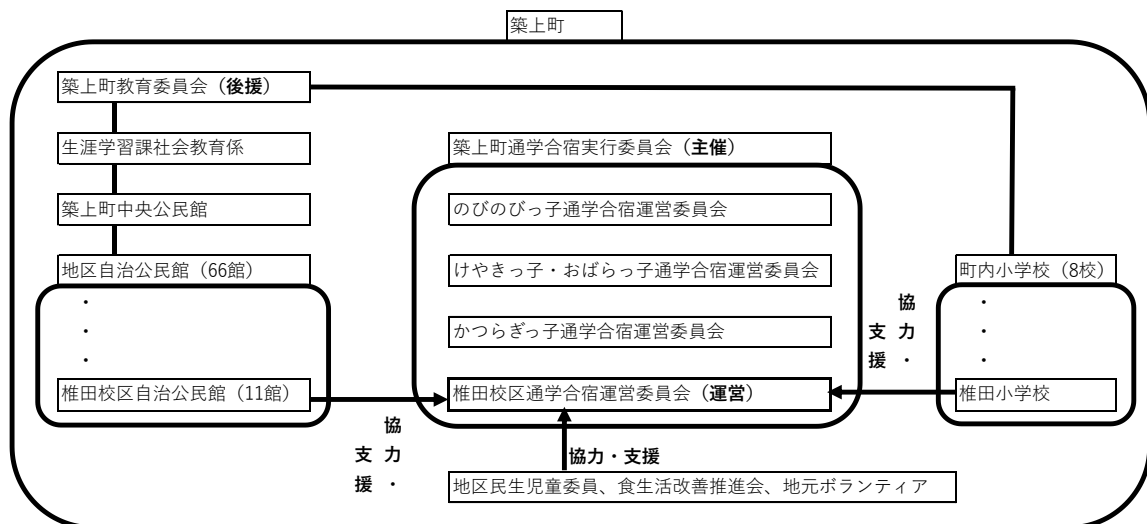 築上町
築上町教育委員会（後援）
生涯学習課社会教育係
築上町中央公民館
地区自治公民館（66館）
・
・
・
椎田校区自治公民館（11館）
築上町通学合宿実行委員会（主催）
のびのびっ子通学合宿運営委員会
けやきっ子・おばらっ子通学合宿運営委員会
かつらぎっ子通学合宿運営委員会
椎田校区通学合宿運営委員会（運営）
町内小学校（8校）
・
・
・
椎田小学校
協力・支援
協力・支援
協力・支援
地区民生児童委員、食生活改善推進会、地元ボランティア